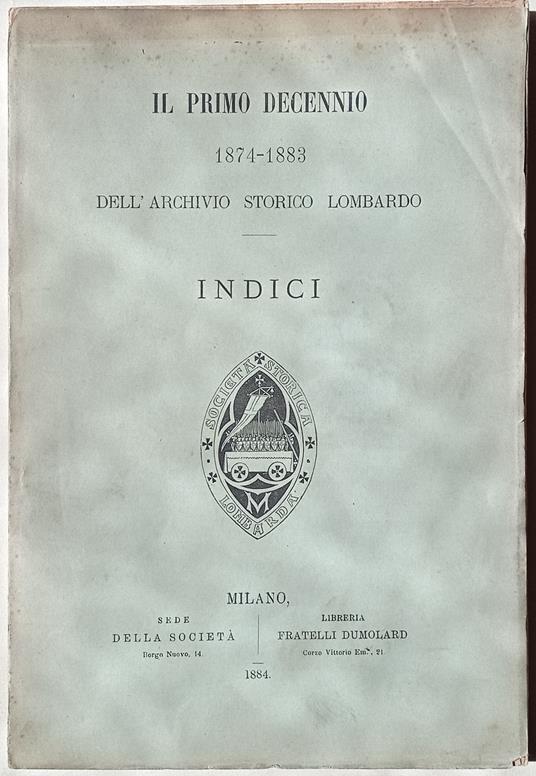 IL PRIMO DECENNIO
1874-1883
DELL' ARCHIVIO STORICO LOMBARDO
INDICI
SOCIETÀ STORICA
LOMBARDA
M
MILANO,
SEDE
DELLA SOCIETÀ
Borgo Nuovo, 14.
LIBRERIA
FRATELLI DUMOLARD
Corso Vittorio Em.e, 21
1884.